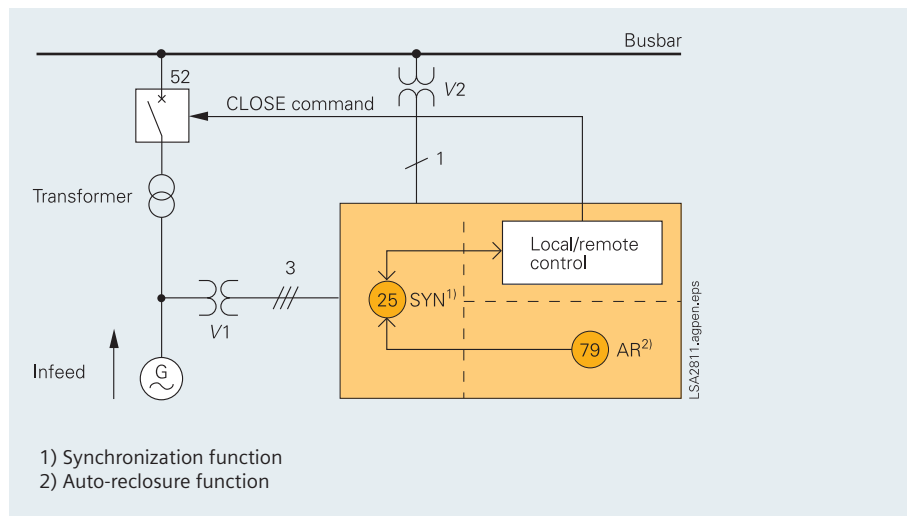 Busbar
52
V2
CLOSE command
1
Transformer
Local/remote
control
3
25 SYN1)
V1
79 AR2)
Infeed
G
LSA2811.agpen.eps
1) Synchronization function
2) Auto-reclosure function